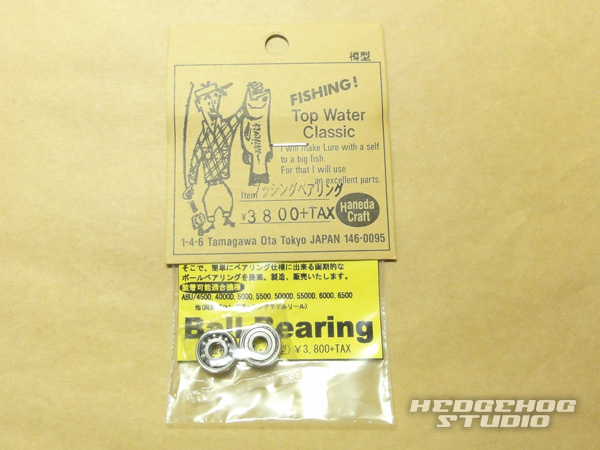 樽型
FISHING!
Top Water
Classic
I will make Lure with a self
to a big fish.
For that I will use
an excellent parts.
Item ッシングベアリング
¥3800+TAX
Haneda
Craft
1-4-6 Tamagawa Ota Tokyo JAPAN 146-0095
そこで、簡単にベアリング仕様に出来る画期的な
ボールベアリングを提案、製造、販売いたします。
装着可能適合機種
ABU/4500, 4000D, 5000, 5500, 5000D, 5500D, 6000, 6500
Ball Bearing
¥3,800+TAX
HEDGEHOG
STUDIO